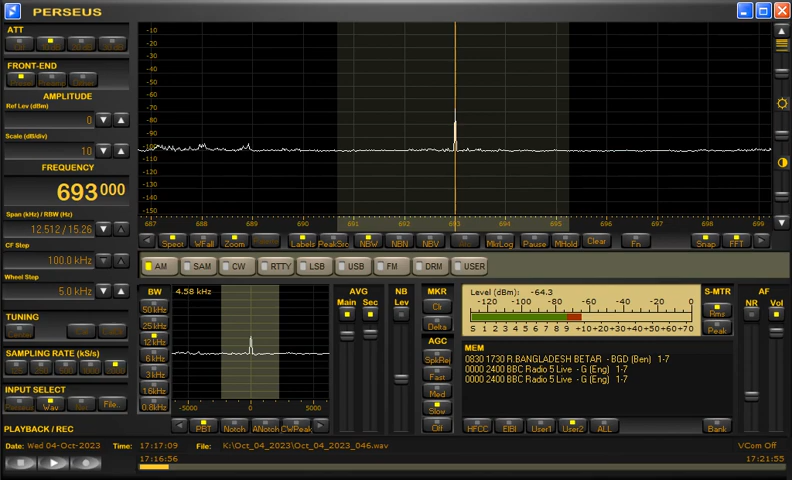 PERSEUS
ATT
FRONT-END
AMPLITUDE
Ref Lev (dBm)
0
Scale (dB/div)
10
FREQUENCY
693 000
Span (kHz) / RBW (Hz)
12.512 / 15.26
CF Step
100.0 kHz
Wheel Step
5.0 kHz
TUNING
SAMPLING RATE (kS/s)
INPUT SELECT
Wav
File...
-10
-20
-30
-40
-50
-60
-70
-80
-90
-100
-110
-120
-130
-140
-150
687 688 689 690 691 692 693 694 695 696 697 698 699
Spect WFall Zoom Labels PeakSrc NBW NBN NBV MkrLog Pause MHold Clear Fn Snap FFT
AM SAM CW RTTY LSB USB FM DRM USER
BW
50 kHz
25 kHz
12 kHz
6 kHz
3 kHz
1.6kHz
0.8kHz
4.58 kHz
-5000 0 5000
PBT Notch ANotch CWPeak
AVG
Main Sec
NB
Lev
MKR
Clr
Delta
AGC
SpkRej
Fast
Med
Slow
Off
Level (dBm): -64.3
-120 -100 -80 -60 -40 -20 0
S 1 2 3 4 5 6 7 8 9 +10 +20 +30 +40 +50 +60 +70
S-MTR
Rms
Peak
AF
NR Vol
MEM
0830 1730 R.BANGLADESH BETAR - BGD (Ben) 1-7
0000 2400 BBC Radio 5 Live - G (Eng) 1-7
0000 2400 BBC Radio 5 Live - G (Eng) 1-7
HFCC EIBI User1 User2 ALL Bank
PLAYBACK / REC
Date: Wed 04-Oct-2023 Time: 17:17:09 File: K:\Oct_04_2023\Oct_04_2023_046.wav VCom Off
17:16:56 17:21:55